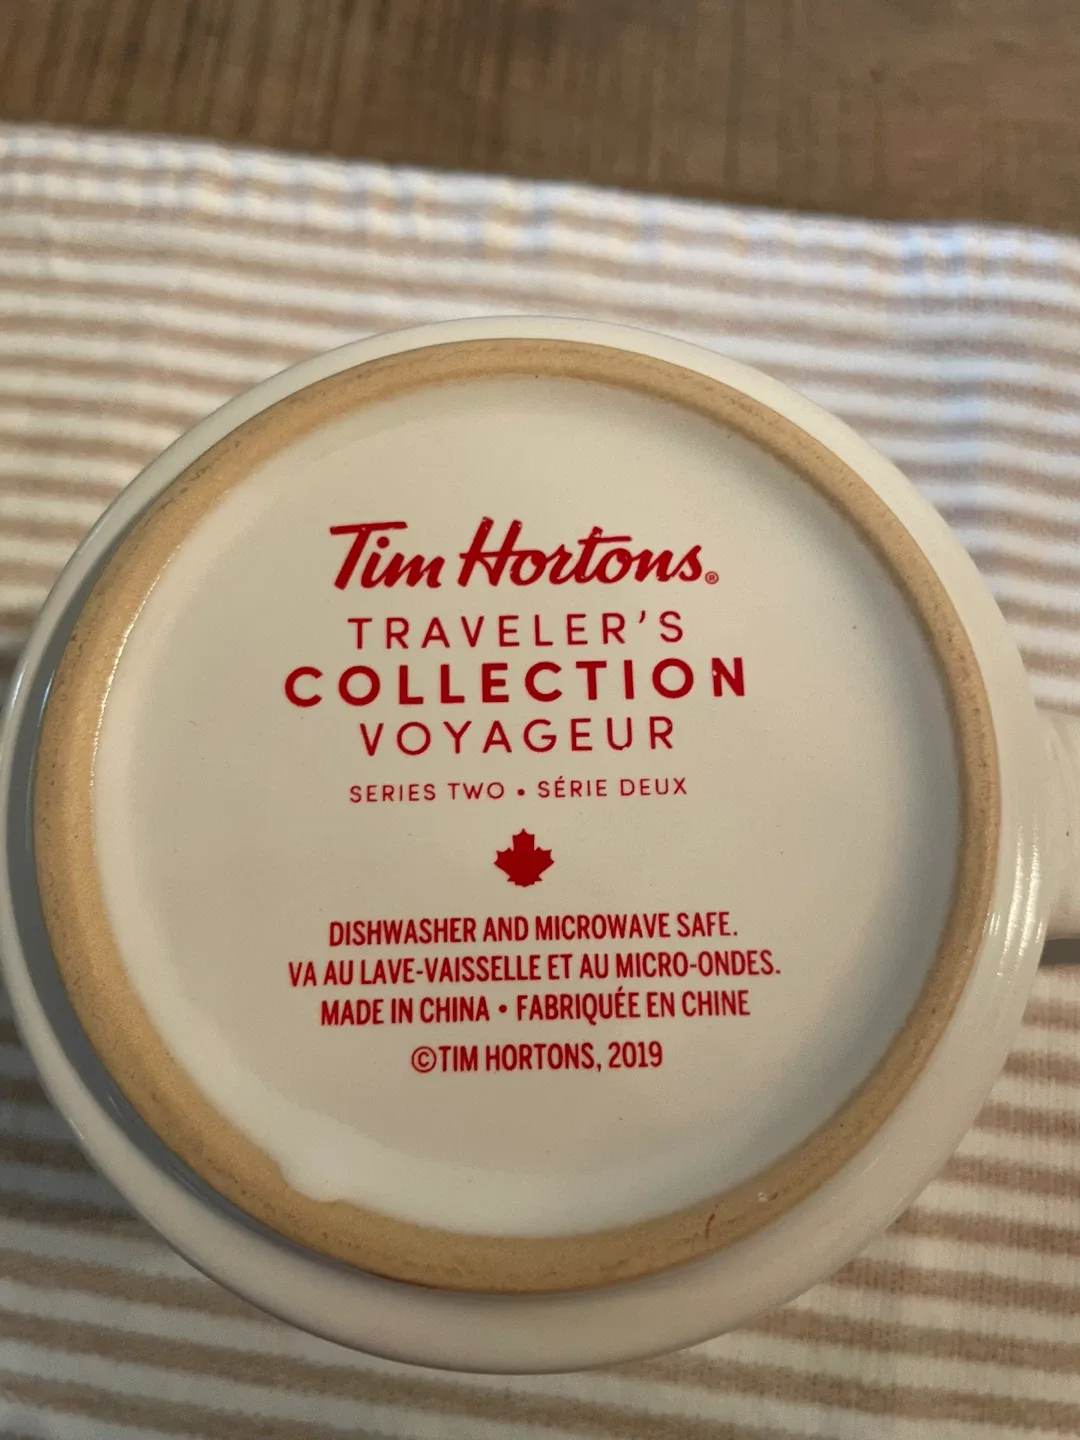 Tim Hortons®
TRAVELER'S
COLLECTION
VOYAGEUR
SERIES TWO • SÉRIE DEUX
DISHWASHER AND MICROWAVE SAFE.
VA AU LAVE-VAISSELLE ET AU MICRO-ONDES.
MADE IN CHINA • FABRIQUÉE EN CHINE
©TIM HORTONS, 2019